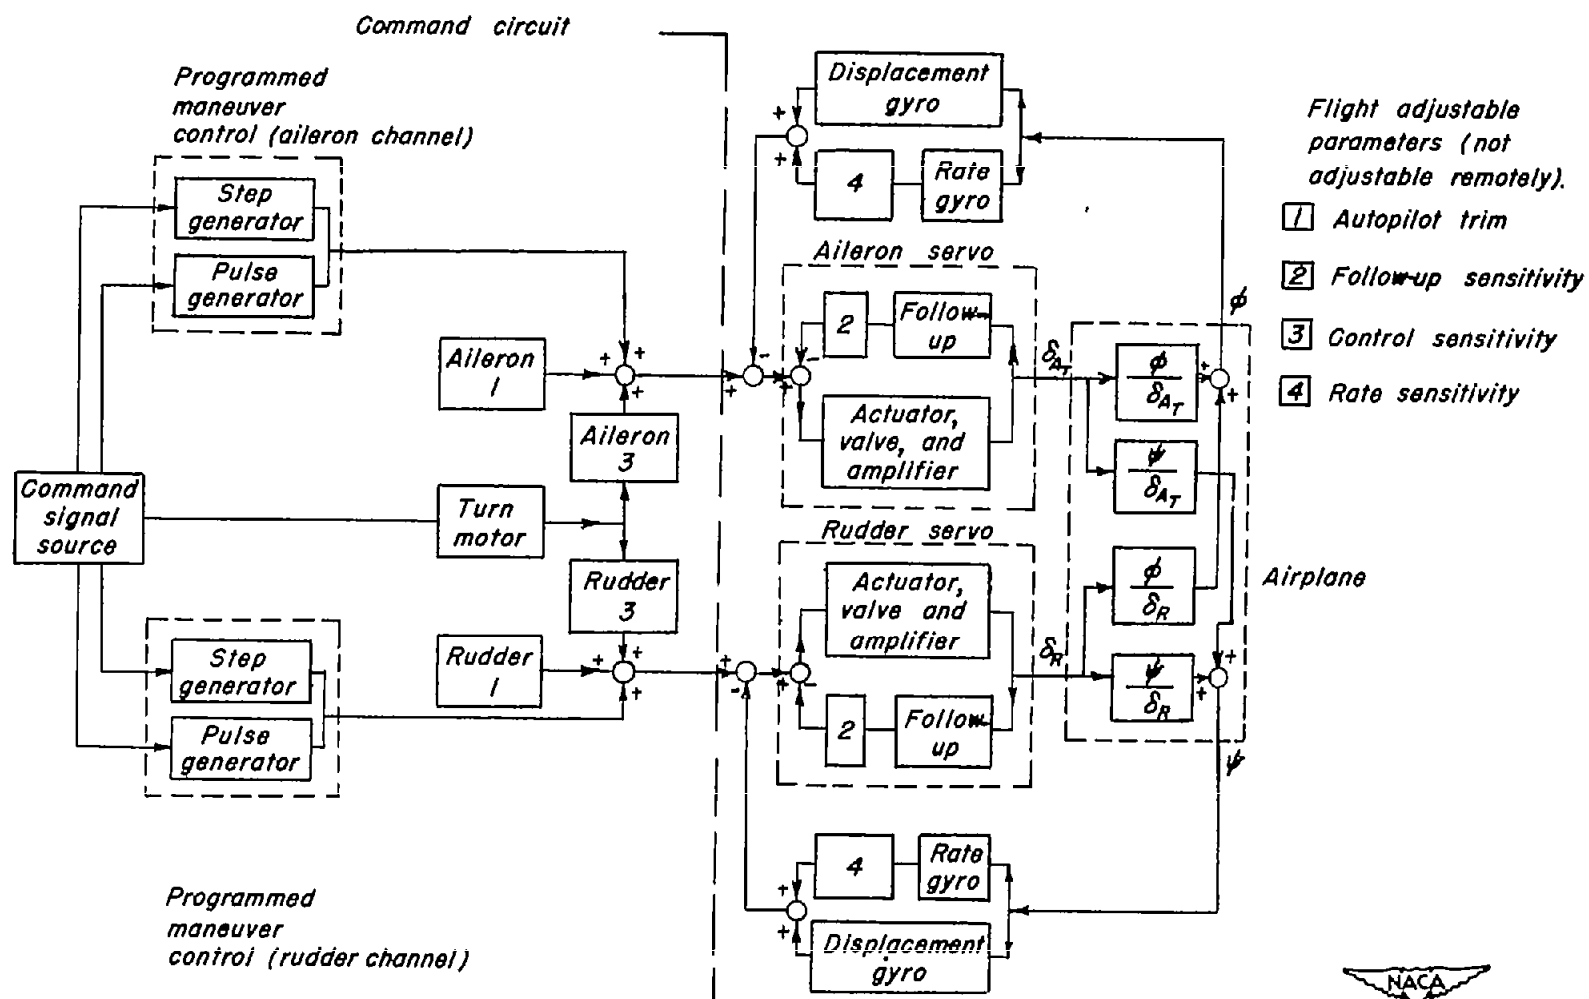 Command circuit
Programmed
maneuver
control (aileron channel)
Step
generator
Pulse
generator
Command
signal
source
Aileron
1
Aileron
3
Turn
motor
Rudder
3
Rudder
1
Step
generator
Pulse
generator
Programmed
maneuver
control (rudder channel)
Displacement
gyro
4
Rate
gyro
Aileron servo
2
Follow-
up
Actuator,
valve, and
amplifier
Rudder servo
Actuator,
valve and
amplifier
2
Follow-
up
4
Rate
gyro
Displacement
gyro
δAT
δR
ϕ
ϕ
δAT
ψ
δAT
ϕ
δR
ψ
δR
ψ
Airplane
Flight adjustable
parameters (not
adjustable remotely).
1 Autopilot trim
2 Follow-up sensitivity
3 Control sensitivity
4 Rate sensitivity
+
+
+
+
+
+
-
+
-
+
+
+
+
+
+
+
-
+
-
+
+
+
+
NACA